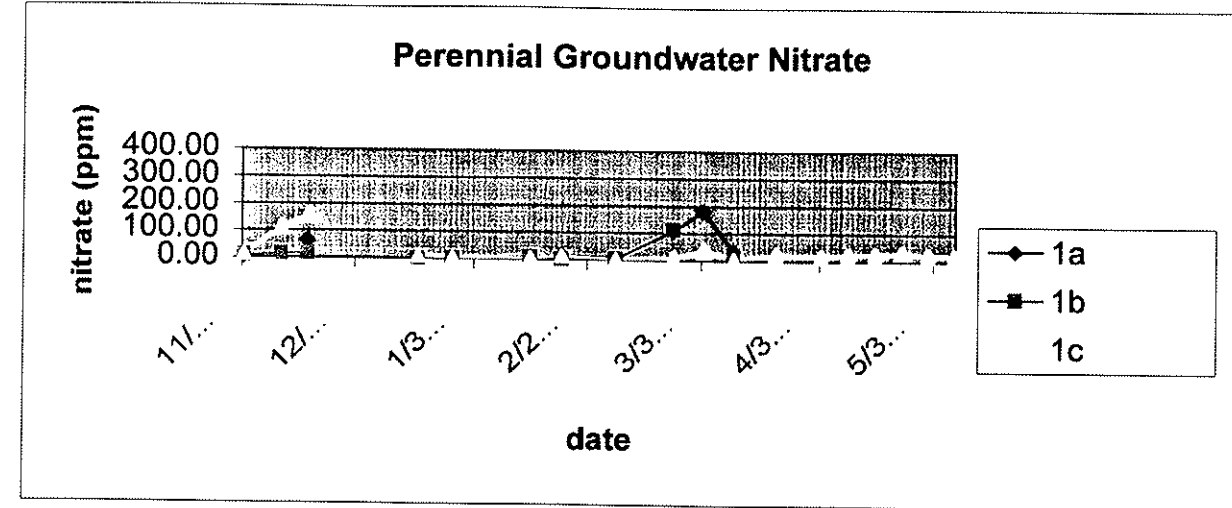 Perennial Groundwater Nitrate
nitrate (ppm)
400.00
300.00
200.00
100.00
0.00
11/...
12/...
1/3...
2/2...
3/3...
4/3...
5/3...
date
1a
1b
1c